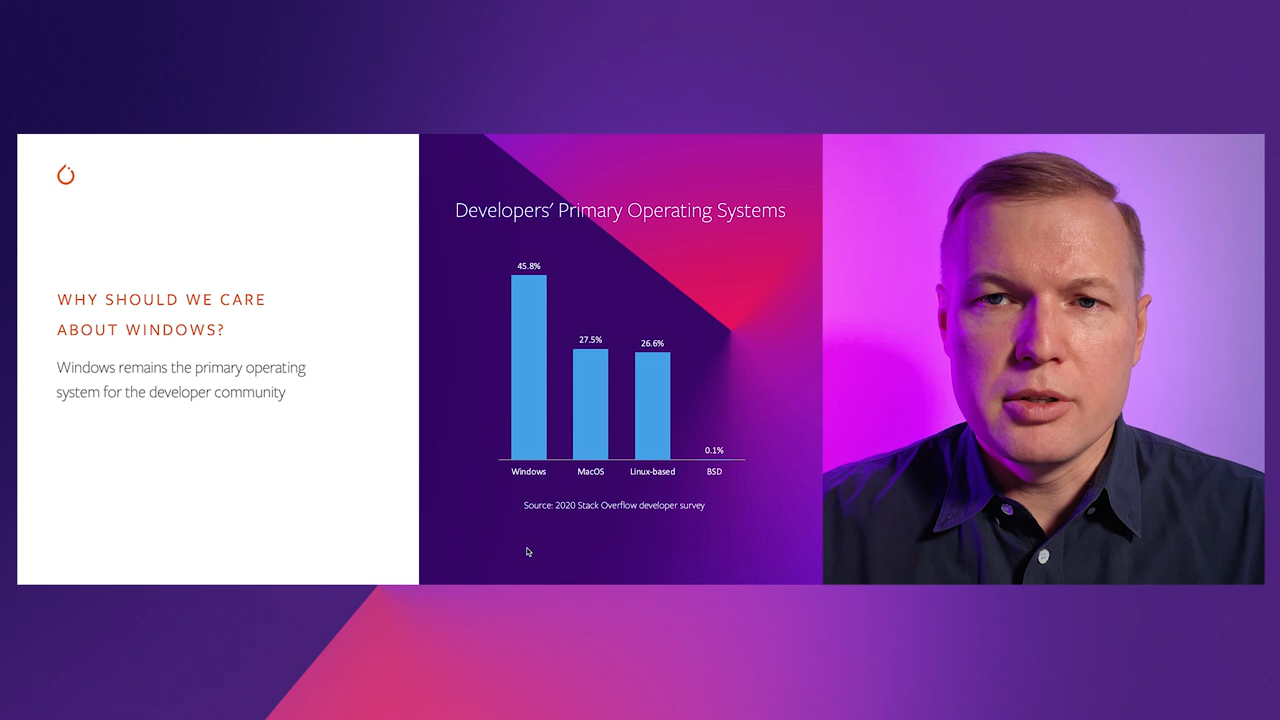 WHY SHOULD WE CARE
ABOUT WINDOWS?
Windows remains the primary operating
system for the developer community
Developers' Primary Operating Systems
45.8%
27.5%
26.6%
0.1%
Windows
MacOS
Linux-based
BSD
Source: 2020 Stack Overflow developer survey